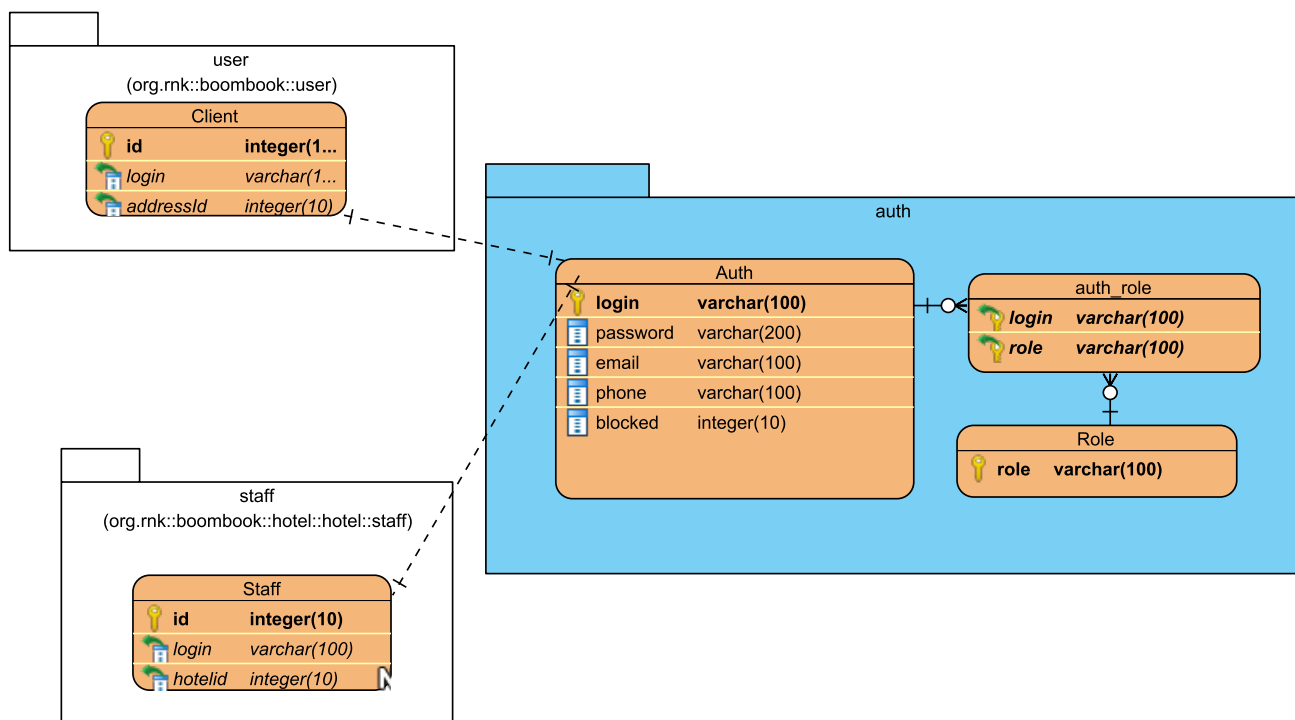 user
(org.rnk::boombook::user)
Client
id integer(1...
login varchar(1...
addressId integer(10)
auth
Auth
login varchar(100)
password varchar(200)
email varchar(100)
phone varchar(100)
blocked integer(10)
auth_role
login varchar(100)
role varchar(100)
Role
role varchar(100)
staff
(org.rnk::boombook::hotel::hotel::staff)
Staff
id integer(10)
login varchar(100)
hotelid integer(10) N